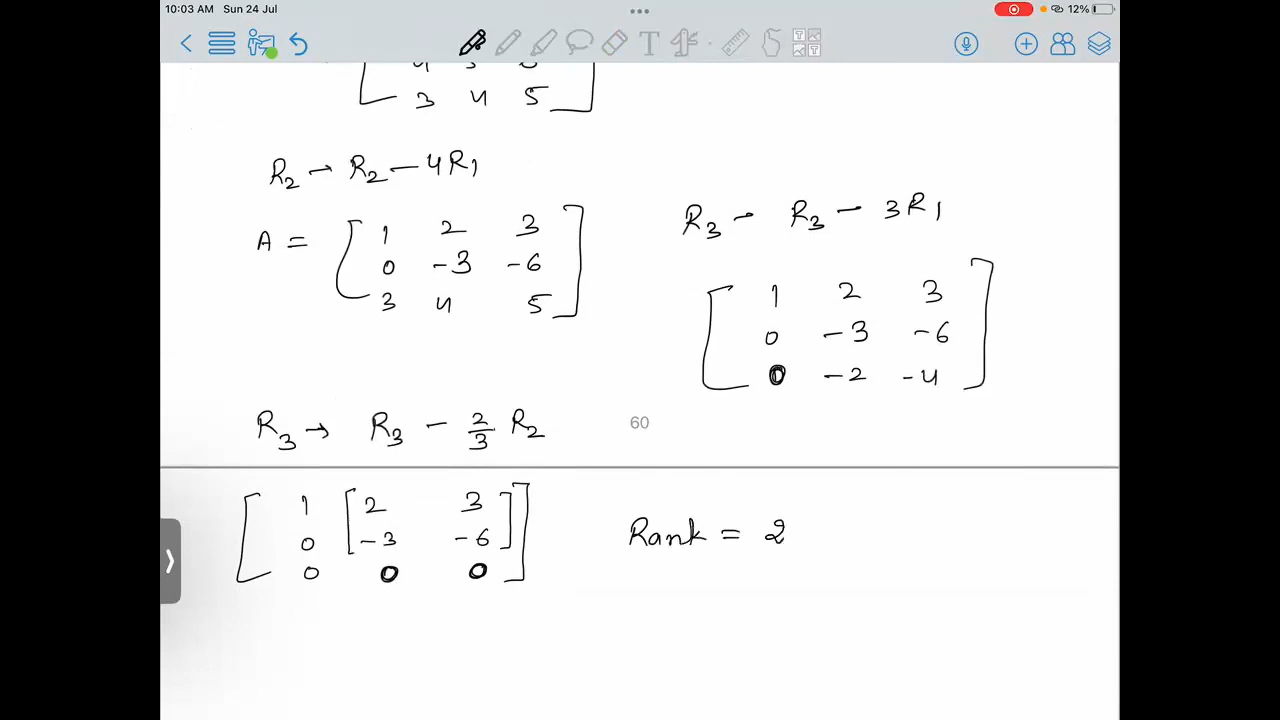 10:03 AM Sun 24 Jul
12%
3 4 5
R2 → R2 – 4R1
A = [ 1 2 3
0 -3 -6
3 4 5 ]
R3 - R3 - 3R1
[ 1 2 3
0 -3 -6
0 -2 -4 ]
R3 → R3 - 2/3 R2
60
[ 1 [ 2 3
0 -3 -6 ]
0 0 0 ]
Rank = 2